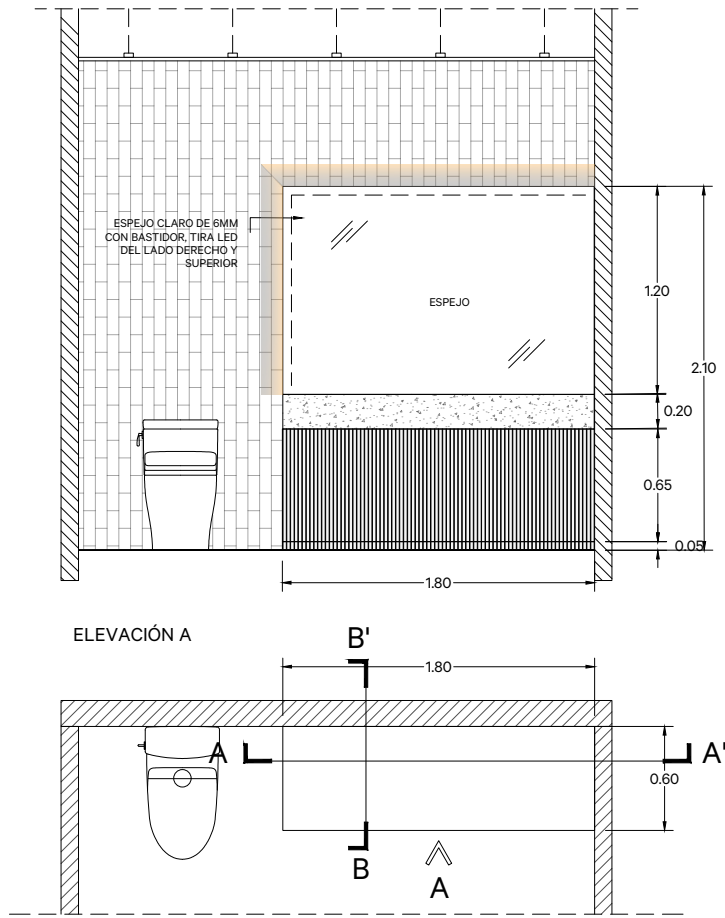 ESPEJO CLARO DE 6MM
CON BASTIDOR, TIRA LED
DEL LADO DERECHO Y
SUPERIOR
ESPEJO
1.20
2.10
0.20
0.65
0.05
1.80
ELEVACIÓN A
B'
1.80
A
A'
0.60
B
A